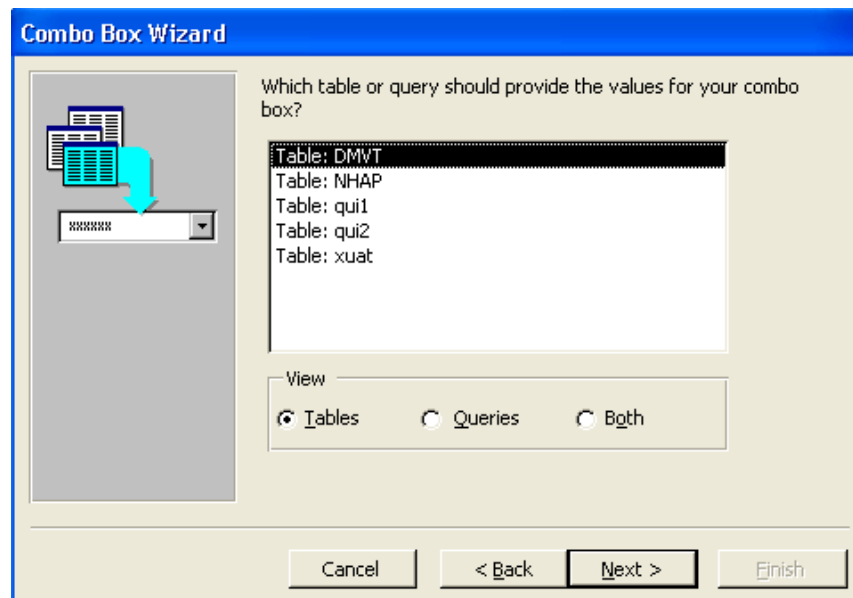 Combo Box Wizard
Which table or query should provide the values for your combo
box?
Table: DMVT
Table: NHAP
Table: qui1
Table: qui2
Table: xuat
xxxxxx
View
Tables Queries Both
Cancel < Back Next > Finish